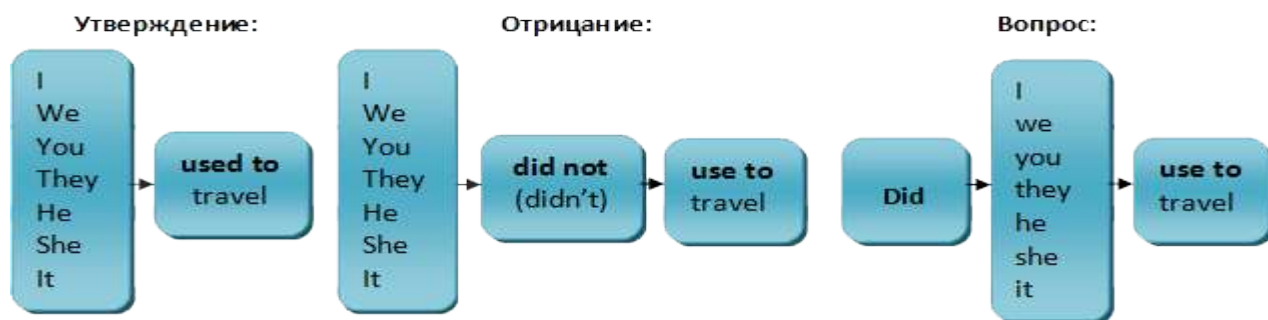 Утверждение:
I
We
You
They
He
She
It
used to
travel
Отрицание:
I
We
You
They
He
She
It
did not
(didn't)
use to
travel
Вопрос:
Did
I
we
you
they
he
she
it
use to
travel